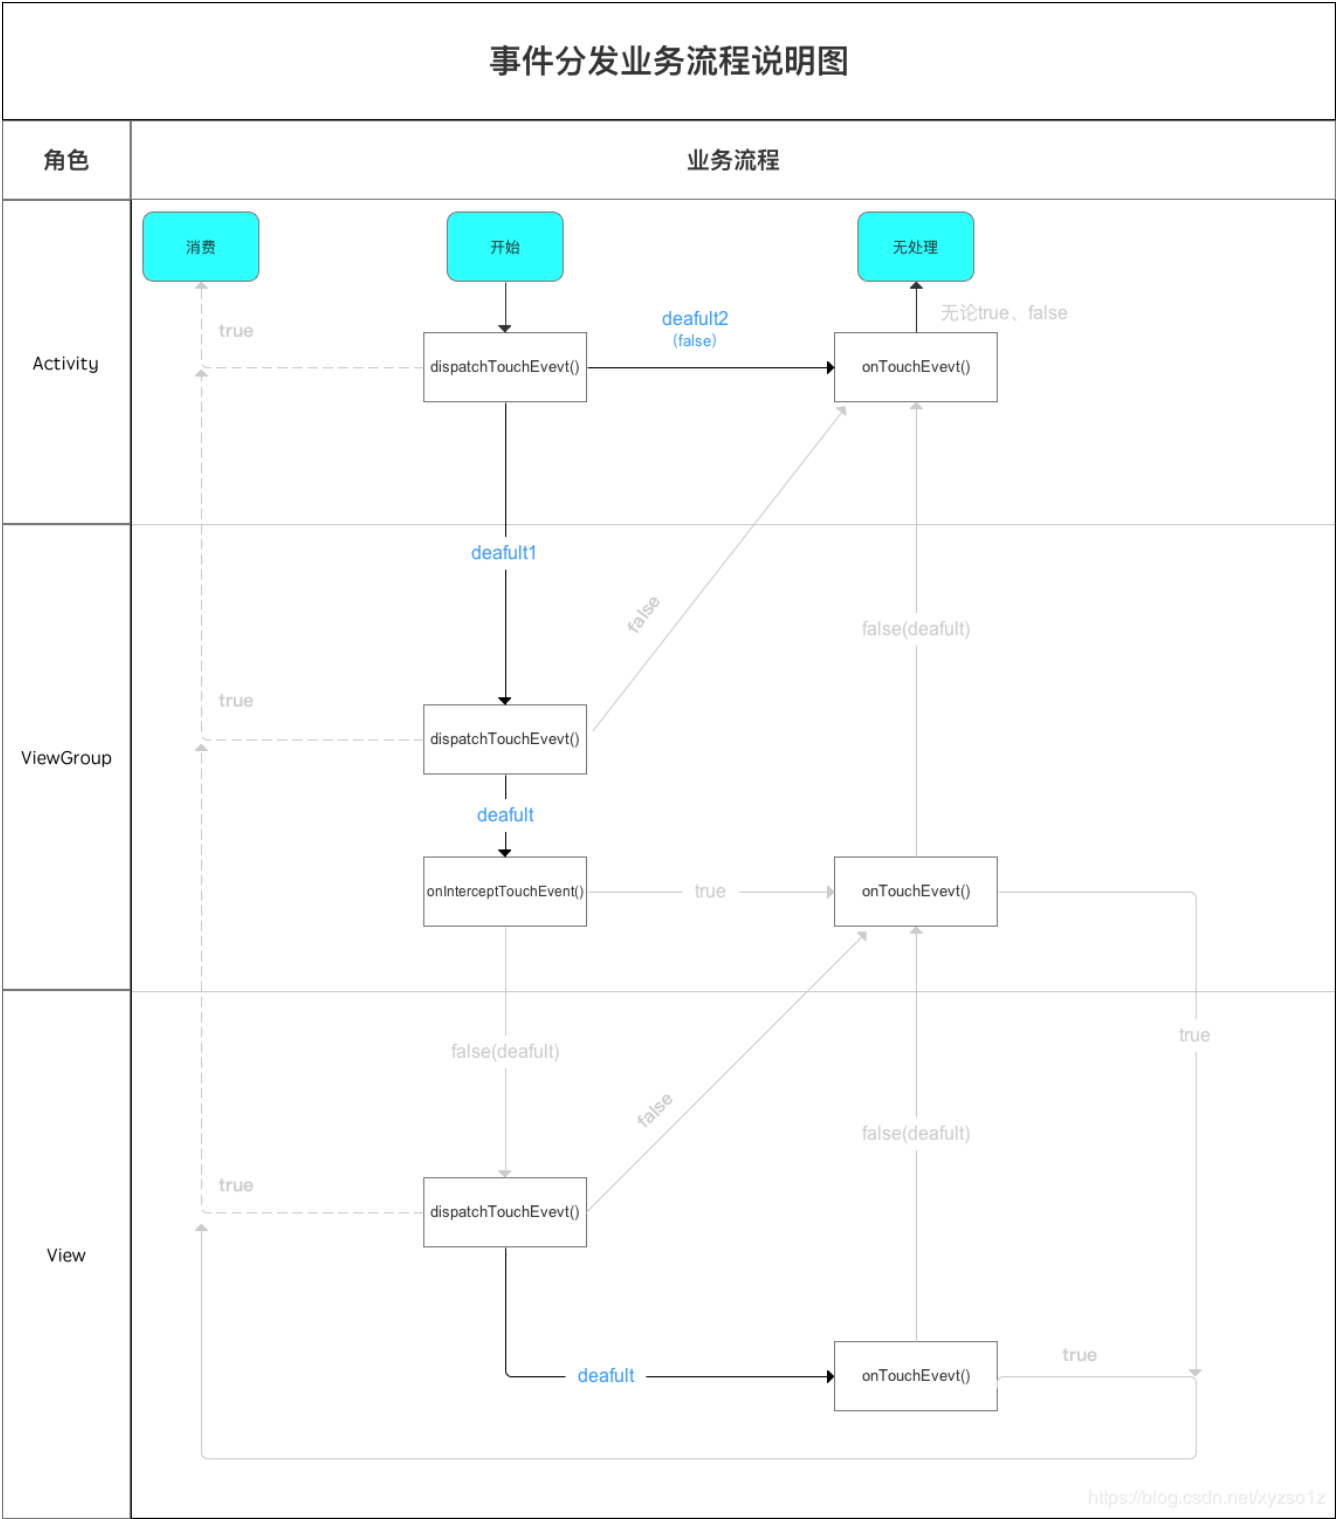 事件分发业务流程说明图
角色
业务流程
消费
开始
无处理
无论true、false
true
deafult2
(false)
Activity
dispatchTouchEvevt()
onTouchEvevt()
deafult1
false
false(deafult)
true
ViewGroup
dispatchTouchEvevt()
deafult
onInterceptTouchEvent()
true
onTouchEvevt()
true
false(deafult)
false
false(deafult)
true
View
dispatchTouchEvevt()
true
deafult
onTouchEvevt()
https://blog.csdn.net/xyzso1z